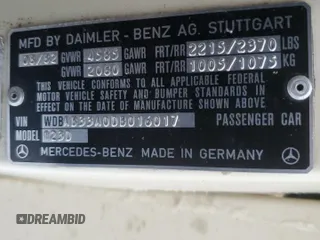 MFD BY DAIMLER - BENZ AG. STUTTGART
GVWR 4585 GAWR FRT/RR 2215/2370 LBS
GVWR 2080 GAWR FRT/RR 1005/1075 KG
THIS VEHICLE CONFORMS TO ALL APPLICABLE FEDERAL
MOTOR VEHICLE SAFETY AND BUMPER STANDARDS IN
EFFECT ON THE DATE OF MANUFACTURE SHOWN ABOVE
VIN PASSENGER CAR
MODEL 123D
MERCEDES-BENZ MADE IN GERMANY
DREAMBID